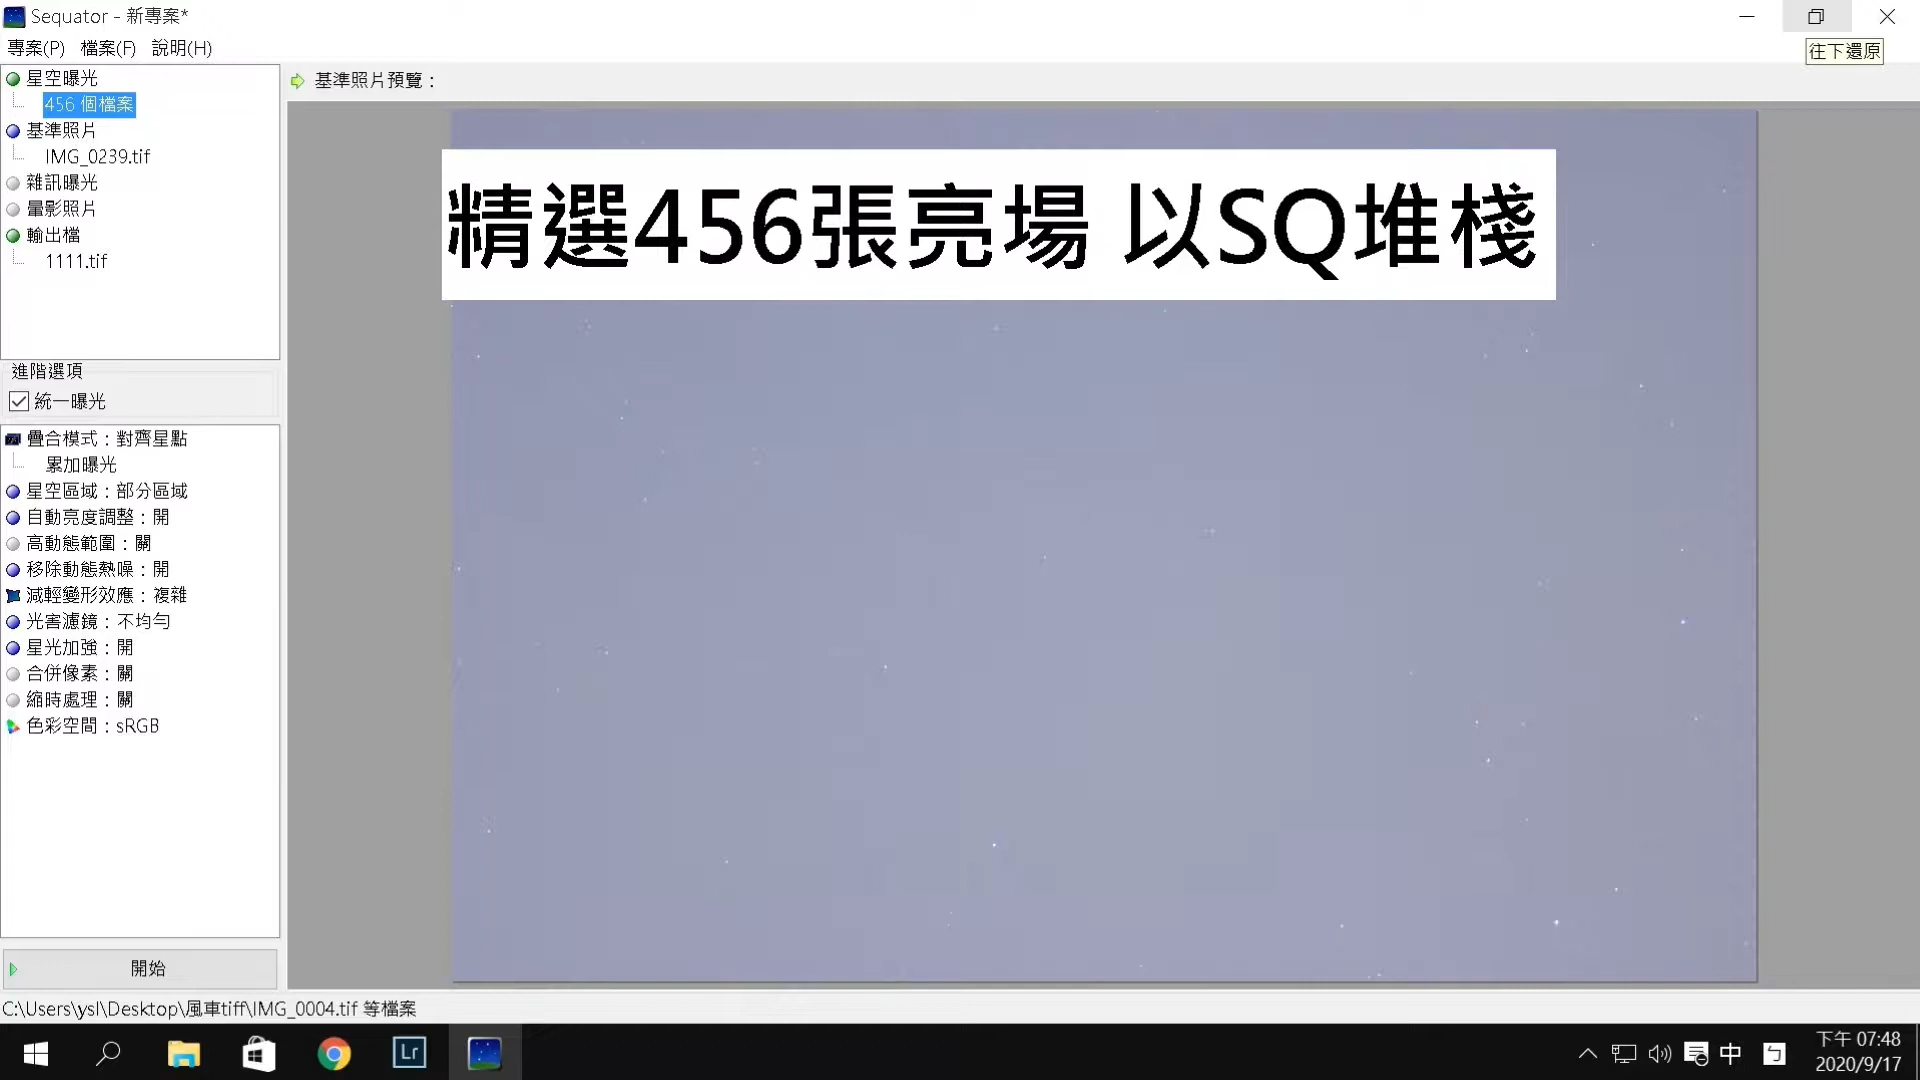 Sequator - 新專案*
專案(P) 檔案(F) 說明(H)
往下還原
星空曝光
456 個檔案
基準照片
IMG_0239.tif
雜訊曝光
暈影照片
輸出檔
1111.tif
基準照片預覽：
精選456張亮場 以SQ堆棧
進階選項
統一曝光
疊合模式：對齊星點
累加曝光
星空區域：部分區域
自動亮度調整：開
高動態範圍：關
移除動態熱噪：開
減輕變形效應：複雜
光害濾鏡：不均勻
星光加強：開
合併像素：關
縮時處理：關
色彩空間：sRGB
開始
C:\Users\ysl\Desktop\風車tiff\IMG_0004.tif 等檔案
Lr
中
ㄅ
下午 07:48
2020/9/17